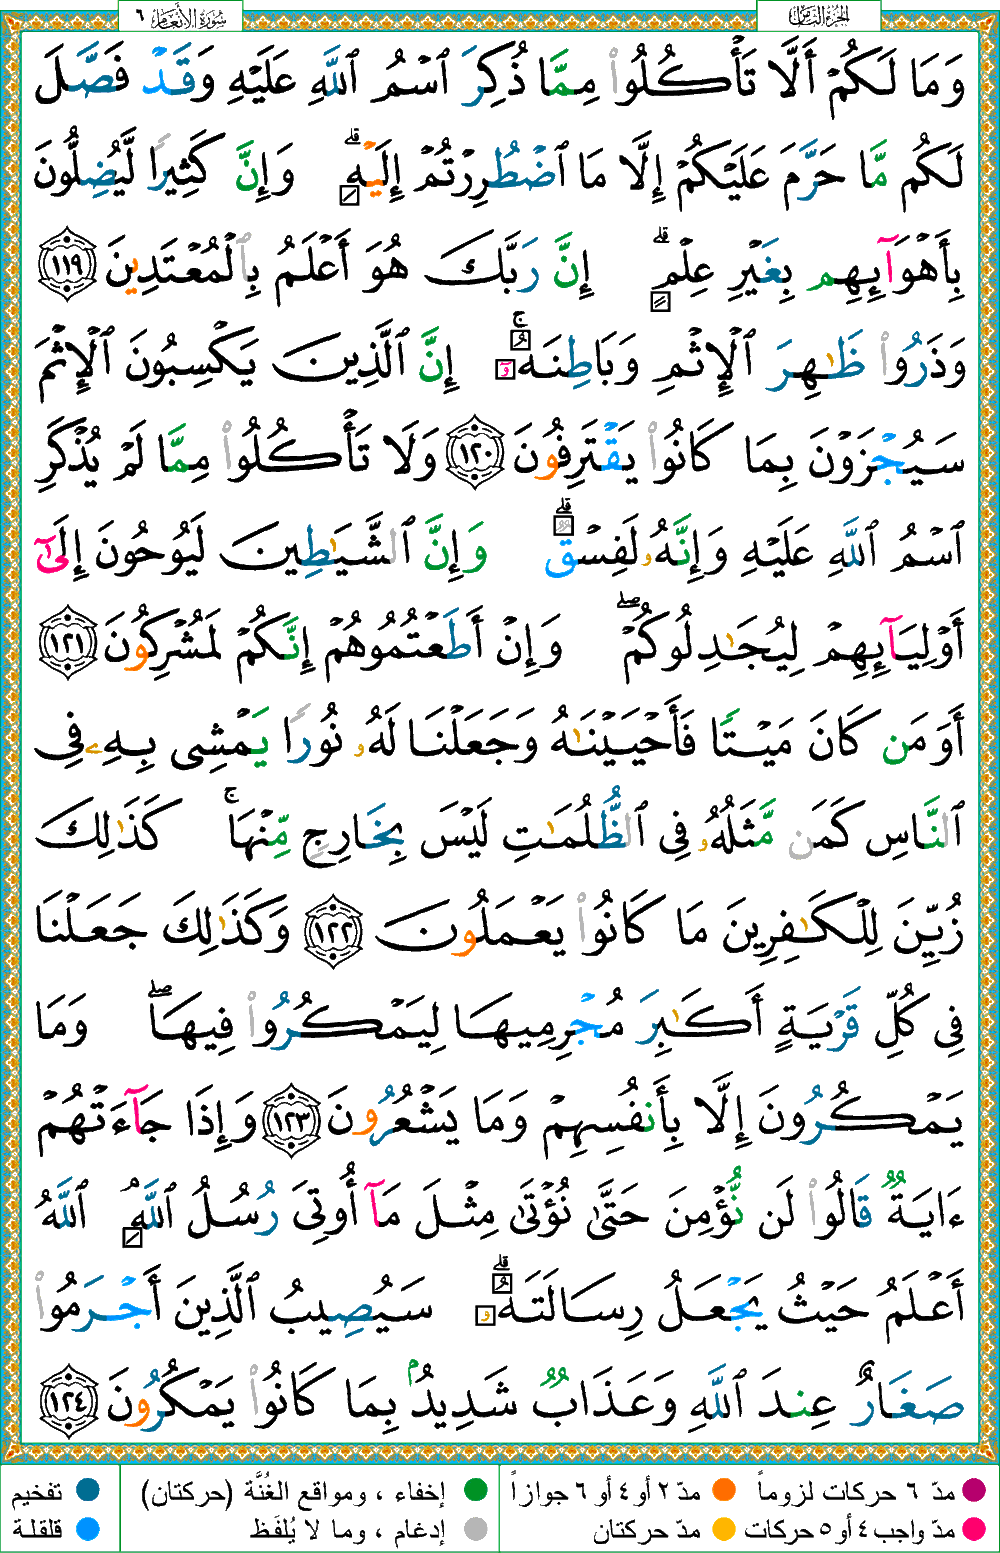 الجزء الثامن
سورة الأنعام ٦
وَمَا لَكُمْ أَلَّا تَأْكُلُوا۟ مِمَّا ذُكِرَ ٱسْمُ ٱللَّهِ عَلَيْهِ وَقَدْ فَصَّلَ
لَكُم مَّا حَرَّمَ عَلَيْكُمْ إِلَّا مَا ٱضْطُرِرْتُمْ إِلَيْهِ ۗ وَإِنَّ كَثِيرًا لَّيُضِلُّونَ
بِأَهْوَآئِهِم بِغَيْرِ عِلْمٍ ۗ إِنَّ رَبَّكَ هُوَ أَعْلَمُ بِٱلْمُعْتَدِينَ ١١٩
وَذَرُوا۟ ظَـٰهِرَ ٱلْإِثْمِ وَبَاطِنَهُۥٓ ۚ إِنَّ ٱلَّذِينَ يَكْسِبُونَ ٱلْإِثْمَ
سَيُجْزَوْنَ بِمَا كَانُوا۟ يَقْتَرِفُونَ ١٢٠ وَلَا تَأْكُلُوا۟ مِمَّا لَمْ يُذْكَرِ
ٱسْمُ ٱللَّهِ عَلَيْهِ وَإِنَّهُۥ لَفِسْقٌ ۗ وَإِنَّ ٱلشَّيَـٰطِينَ لَيُوحُونَ إِلَىٰٓ
أَوْلِيَآئِهِمْ لِيُجَـٰدِلُوكُمْ ۖ وَإِنْ أَطَعْتُمُوهُمْ إِنَّكُمْ لَمُشْرِكُونَ ١٢١
أَوَمَن كَانَ مَيْتًا فَأَحْيَيْنَـٰهُ وَجَعَلْنَا لَهُۥ نُورًا يَمْشِى بِهِۦ فِى
ٱلنَّاسِ كَمَن مَّثَلُهُۥ فِى ٱلظُّلُمَـٰتِ لَيْسَ بِخَارِجٍ مِّنْهَا ۚ كَذَٰلِكَ
زُيِّنَ لِلْكَـٰفِرِينَ مَا كَانُوا۟ يَعْمَلُونَ ١٢٢ وَكَذَٰلِكَ جَعَلْنَا
فِى كُلِّ قَرْيَةٍ أَكَـٰبِرَ مُجْرِمِيهَا لِيَمْكُرُوا۟ فِيهَا ۖ وَمَا
يَمْكُرُونَ إِلَّا بِأَنفُسِهِمْ وَمَا يَشْعُرُونَ ١٢٣ وَإِذَا جَآءَتْهُمْ
ءَايَةٌ قَالُوا۟ لَن نُّؤْمِنَ حَتَّىٰ نُؤْتَىٰ مِثْلَ مَآ أُوتِىَ رُسُلُ ٱللَّهِ ٱللَّهُ
أَعْلَمُ حَيْثُ يَجْعَلُ رِسَالَتَهُۥ ۗ سَيُصِيبُ ٱلَّذِينَ أَجْرَمُوا۟
صَغَارٌ عِندَ ٱللَّهِ وَعَذَابٌ شَدِيدٌۢ بِمَا كَانُوا۟ يَمْكُرُونَ ١٢٤
مدّ ٦ حركات لزوماً مدّ ٢ أو ٤ أو ٦ جوازاً إخفاء ، ومواقع الغُنَّة (حركتان) تفخيم
مدّ واجب ٤ أو ٥ حركات مدّ حركتان إدغام ، وما لا يُلفَظ قلقلة